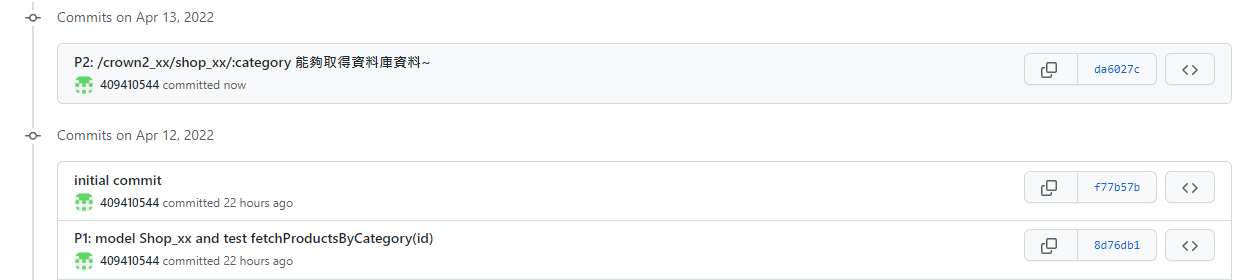 Commits on Apr 13, 2022
P2: /crown2_xx/shop_xx/:category 能夠取得資料庫資料~
da6027c
409410544 committed now
Commits on Apr 12, 2022
initial commit
f77b57b
409410544 committed 22 hours ago
P1: model Shop_xx and test fetchProductsByCategory(id)
8d76db1
409410544 committed 22 hours ago